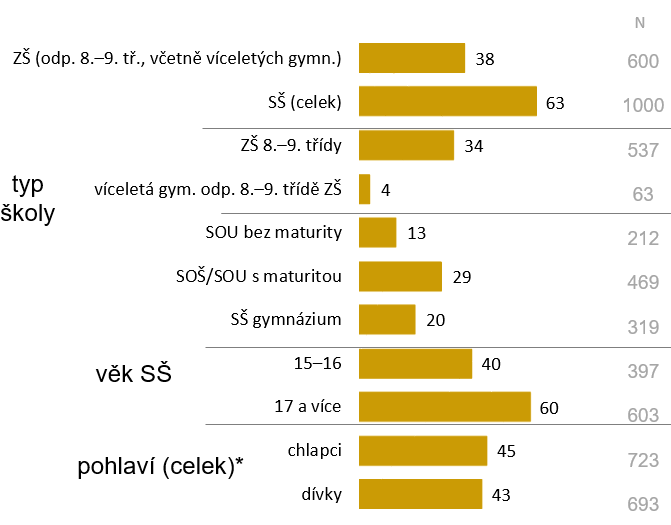 N
ZŠ (odp. 8.–9. tř., včetně víceletých gymn.) 38 600
SŠ (celek) 63 1000
ZŠ 8.–9. třídy 34 537
typ
školy
víceletá gym. odp. 8.–9. třídě ZŠ 4 63
SOU bez maturity 13 212
SOŠ/SOU s maturitou 29 469
SŠ gymnázium 20 319
věk SŠ
15–16 40 397
17 a více 60 603
pohlaví (celek)*
chlapci 45 723
dívky 43 693